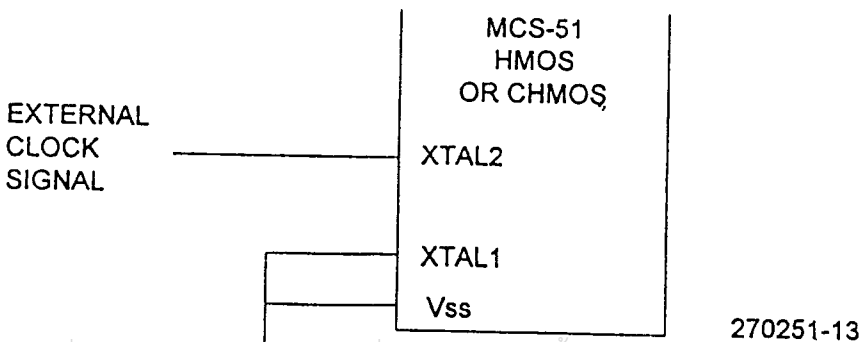 MCS-51
HMOS
OR CHMOS
EXTERNAL
CLOCK
SIGNAL
XTAL2
XTAL1
Vss
270251-13